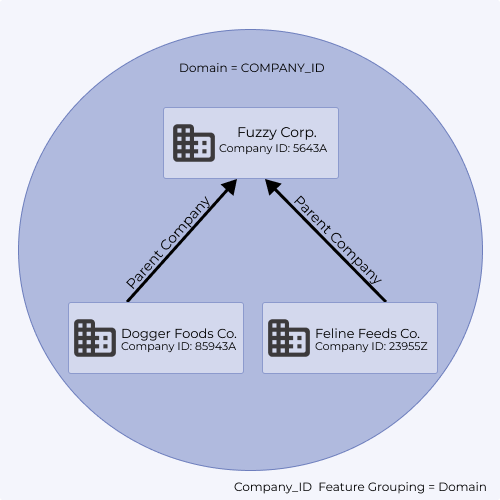 Domain = COMPANY_ID
Fuzzy Corp.
Company ID: 5643A
Parent Company
Parent Company
Dogger Foods Co.
Company ID: 85943A
Feline Feeds Co.
Company ID: 23955Z
Company_ID  Feature Grouping = Domain